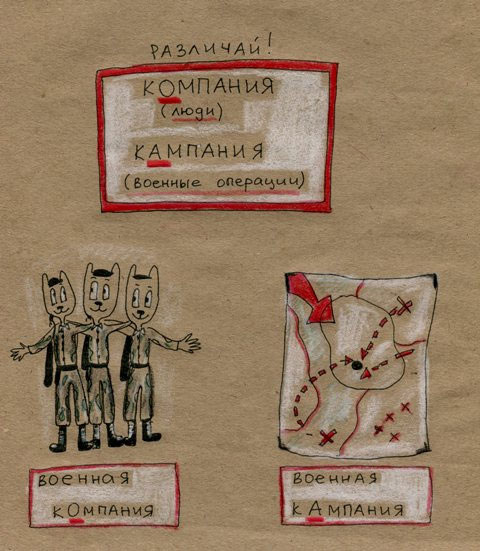 РАЗЛИЧАЙ!
КОМПАНИЯ
(люди)
КАМПАНИЯ
(военные операции)
ВОЕННАЯ
КОМПАНИЯ
ВОЕННАЯ
КАМПАНИЯ